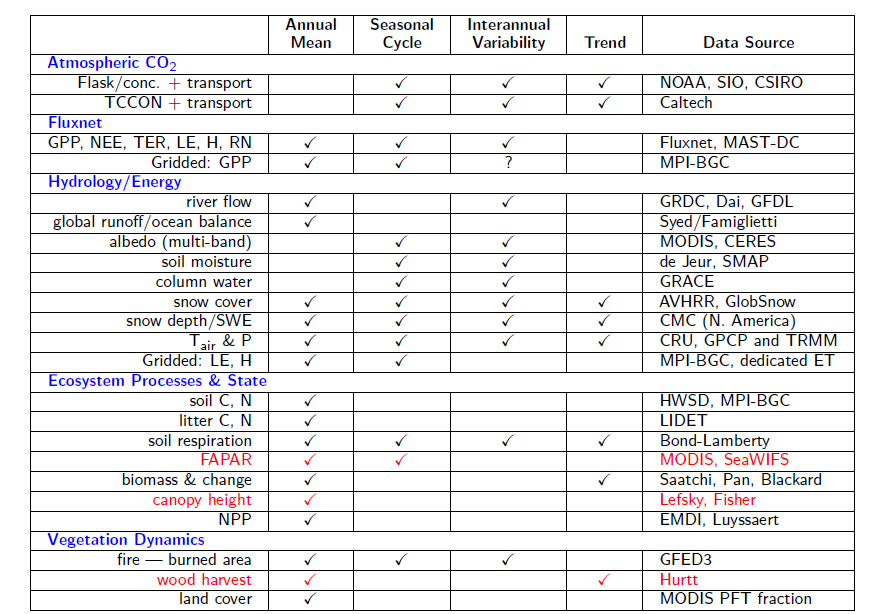 Annual Mean Seasonal Cycle Interannual Variability Trend Data Source
Atmospheric CO₂
Flask/conc. + transport ✓ ✓ ✓ NOAA, SIO, CSIRO
TCCON + transport ✓ ✓ ✓ Caltech
Fluxnet
GPP, NEE, TER, LE, H, RN ✓ ✓ ✓ Fluxnet, MAST-DC
Gridded: GPP ✓ ✓ ? MPI-BGC
Hydrology/Energy
river flow ✓ ✓ GRDC, Dai, GFDL
global runoff/ocean balance ✓ Syed/Famiglietti
albedo (multi-band) ✓ ✓ MODIS, CERES
soil moisture ✓ ✓ de Jeur, SMAP
column water ✓ ✓ GRACE
snow cover ✓ ✓ ✓ ✓ AVHRR, GlobSnow
snow depth/SWE ✓ ✓ ✓ ✓ CMC (N. America)
Tair & P ✓ ✓ ✓ ✓ CRU, GPCP and TRMM
Gridded: LE, H ✓ ✓ MPI-BGC, dedicated ET
Ecosystem Processes & State
soil C, N ✓ HWSD, MPI-BGC
litter C, N ✓ LIDET
soil respiration ✓ ✓ ✓ ✓ Bond-Lamberty
FAPAR ✓ ✓ MODIS, SeaWIFS
biomass & change ✓ ✓ Saatchi, Pan, Blackard
canopy height ✓ Lefsky, Fisher
NPP ✓ EMDI, Luyssaert
Vegetation Dynamics
fire — burned area ✓ ✓ ✓ GFED3
wood harvest ✓ ✓ Hurtt
land cover ✓ MODIS PFT fraction